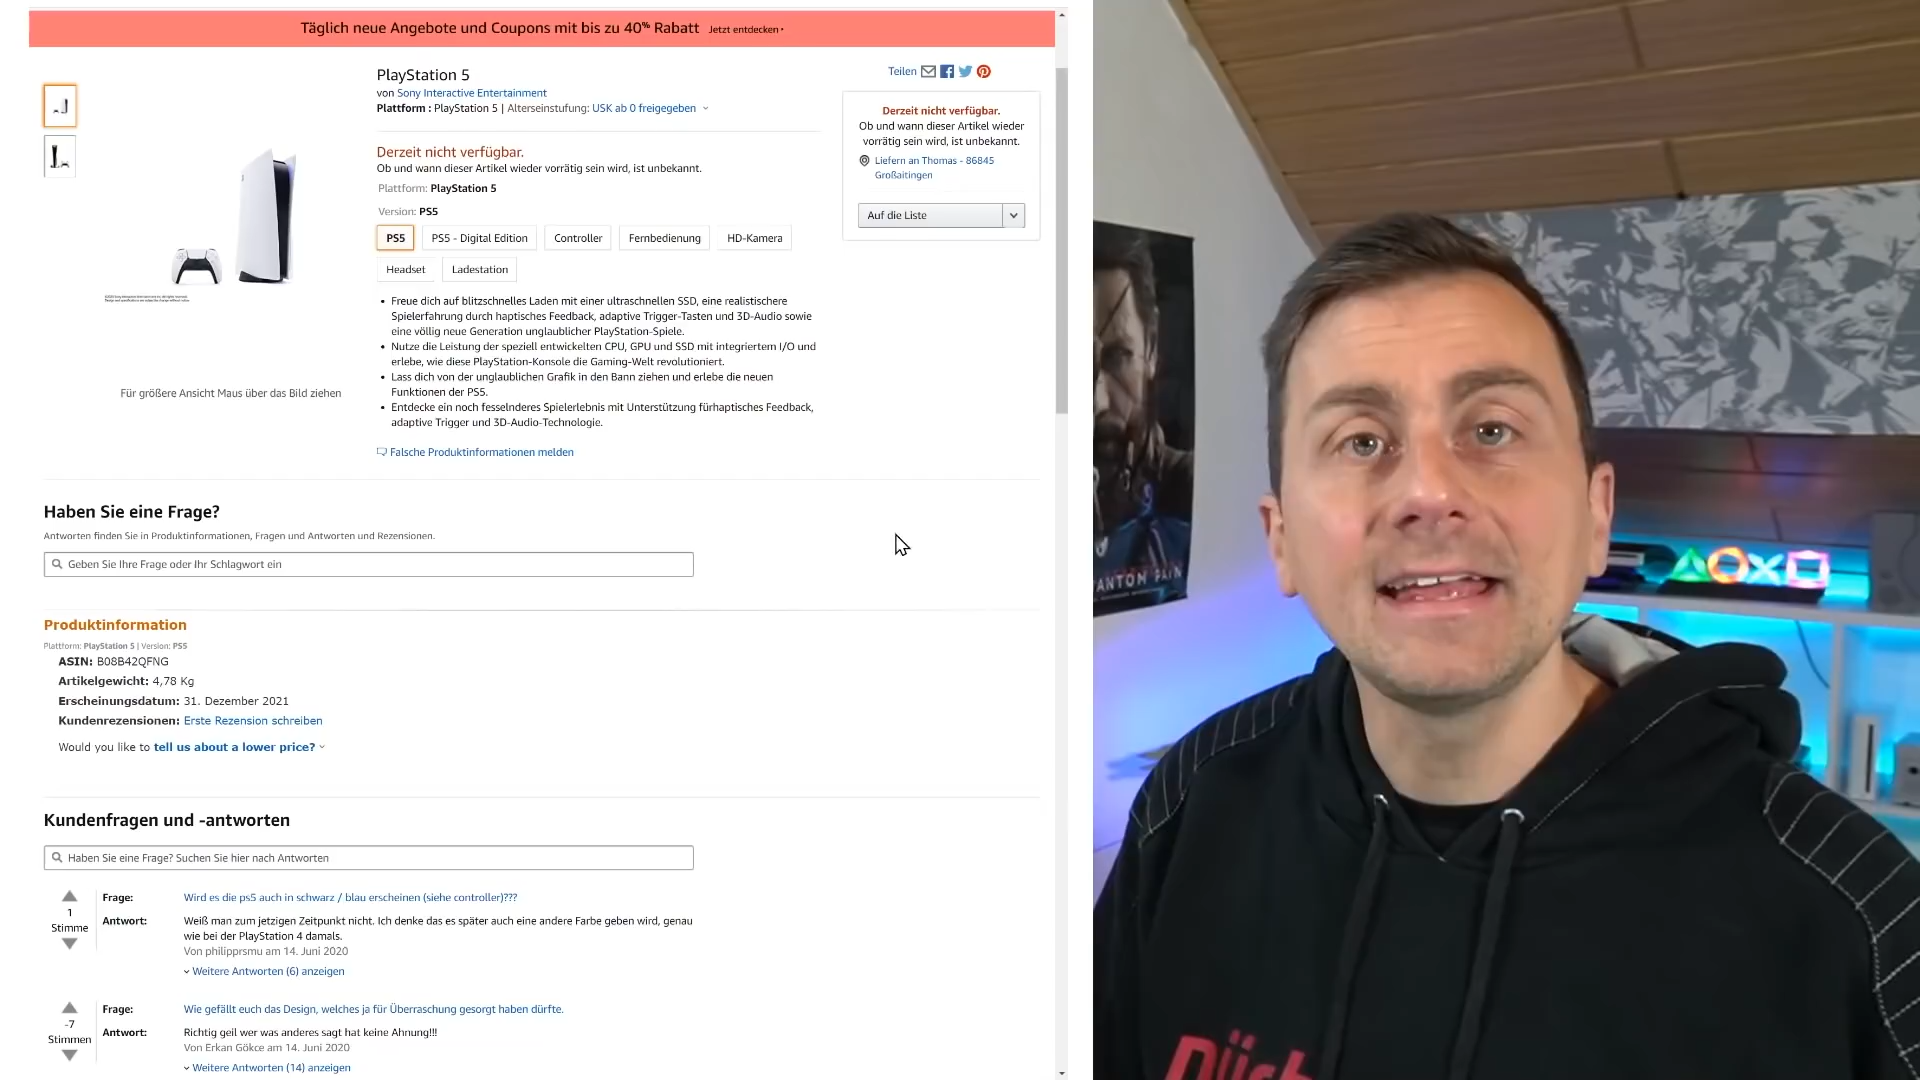 Täglich neue Angebote und Coupons mit bis zu 40% Rabatt Jetzt entdecken
PlayStation 5
von Sony Interactive Entertainment
Plattform : PlayStation 5 | Alterseinstufung: USK ab 0 freigegeben
Derzeit nicht verfügbar.
Ob und wann dieser Artikel wieder vorrätig sein wird, ist unbekannt.
Plattform: PlayStation 5
Version: PS5
PS5 PS5 - Digital Edition Controller Fernbedienung HD-Kamera
Headset Ladestation
• Freue dich auf blitzschnelles Laden mit einer ultraschnellen SSD, eine realistischere
Spielerfahrung durch haptisches Feedback, adaptive Trigger-Tasten und 3D-Audio sowie
eine völlig neue Generation unglaublicher PlayStation-Spiele.
• Nutze die Leistung der speziell entwickelten CPU, GPU und SSD mit integriertem I/O und
erlebe, wie diese PlayStation-Konsole die Gaming-Welt revolutioniert.
• Lass dich von der unglaublichen Grafik in den Bann ziehen und erlebe die neuen
Funktionen der PS5.
• Entdecke ein noch fesselnderes Spielerlebnis mit Unterstützung fürhaptisches Feedback,
adaptive Trigger und 3D-Audio-Technologie.
Falsche Produktinformationen melden
Für größere Ansicht Maus über das Bild ziehen
Teilen
Derzeit nicht verfügbar.
Ob und wann dieser Artikel wieder
vorrätig sein wird, ist unbekannt.
Liefern an Thomas - 86845
Großaitingen
Auf die Liste
Haben Sie eine Frage?
Antworten finden Sie in Produktinformationen, Fragen und Antworten und Rezensionen.
Geben Sie Ihre Frage oder Ihr Schlagwort ein
Produktinformation
Plattform: PlayStation 5 | Version: PS5
ASIN: B08B42QFNG
Artikelgewicht: 4,78 Kg
Erscheinungsdatum: 31. Dezember 2021
Kundenrezensionen: Erste Rezension schreiben
Would you like to tell us about a lower price?
Kundenfragen und -antworten
Haben Sie eine Frage? Suchen Sie hier nach Antworten
1
Stimme
Frage: Wird es die ps5 auch in schwarz / blau erscheinen (siehe controller)???
Antwort: Weiß man zum jetzigen Zeitpunkt nicht. Ich denke das es später auch eine andere Farbe geben wird, genau
wie bei der PlayStation 4 damals.
Von philipprsmu am 14. Juni 2020
Weitere Antworten (6) anzeigen
-7
Stimmen
Frage: Wie gefällt euch das Design, welches ja für Überraschung gesorgt haben dürfte.
Antwort: Richtig geil wer was anderes sagt hat keine Ahnung!!!
Von Erkan Gökce am 14. Juni 2020
Weitere Antworten (14) anzeigen
ANTOM PAIN